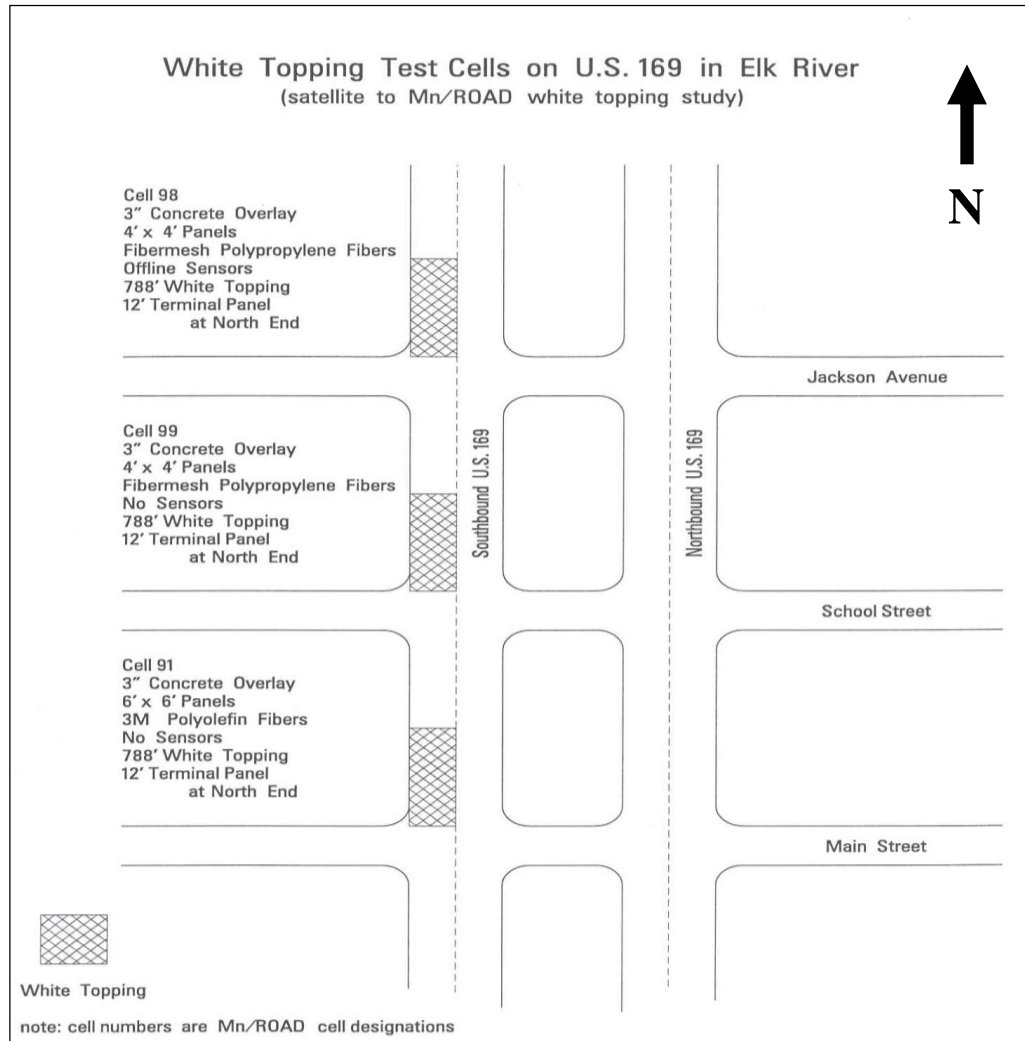 White Topping Test Cells on U.S. 169 in Elk River
(satellite to Mn/ROAD white topping study)
N
Cell 98
3" Concrete Overlay
4' x 4' Panels
Fibermesh Polypropylene Fibers
Offline Sensors
788' White Topping
12' Terminal Panel
at North End
Jackson Avenue
Cell 99
3" Concrete Overlay
4' x 4' Panels
Fibermesh Polypropylene Fibers
No Sensors
788' White Topping
12' Terminal Panel
at North End
Southbound U.S. 169
Northbound U.S. 169
School Street
Cell 91
3" Concrete Overlay
6' x 6' Panels
3M Polyolefin Fibers
No Sensors
788' White Topping
12' Terminal Panel
at North End
Main Street
White Topping
note: cell numbers are Mn/ROAD cell designations